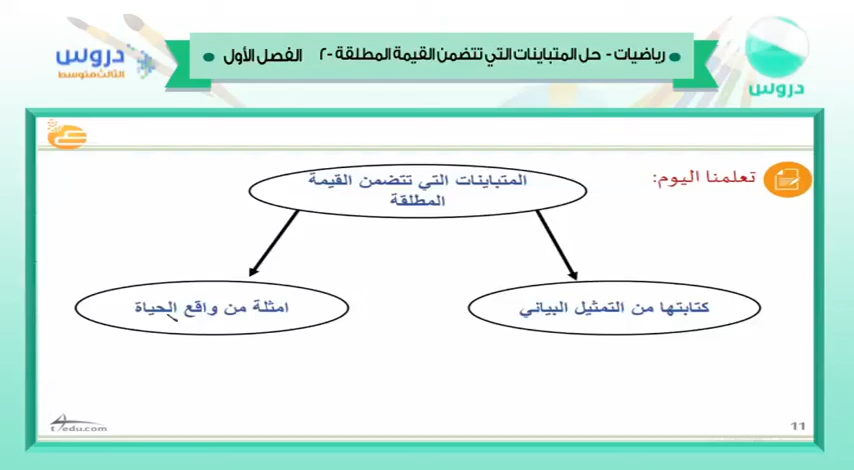 رياضيات - حل المتباينات التي تتضمن القيمة المطلقة -٢ الفصل الأول
دروس
دروس
الثالث متوسط
تعلمنا اليوم:
المتباينات التي تتضمن القيمة
المطلقة
كتابتها من التمثيل البياني
امثلة من واقع الحياة
t4edu.com
11